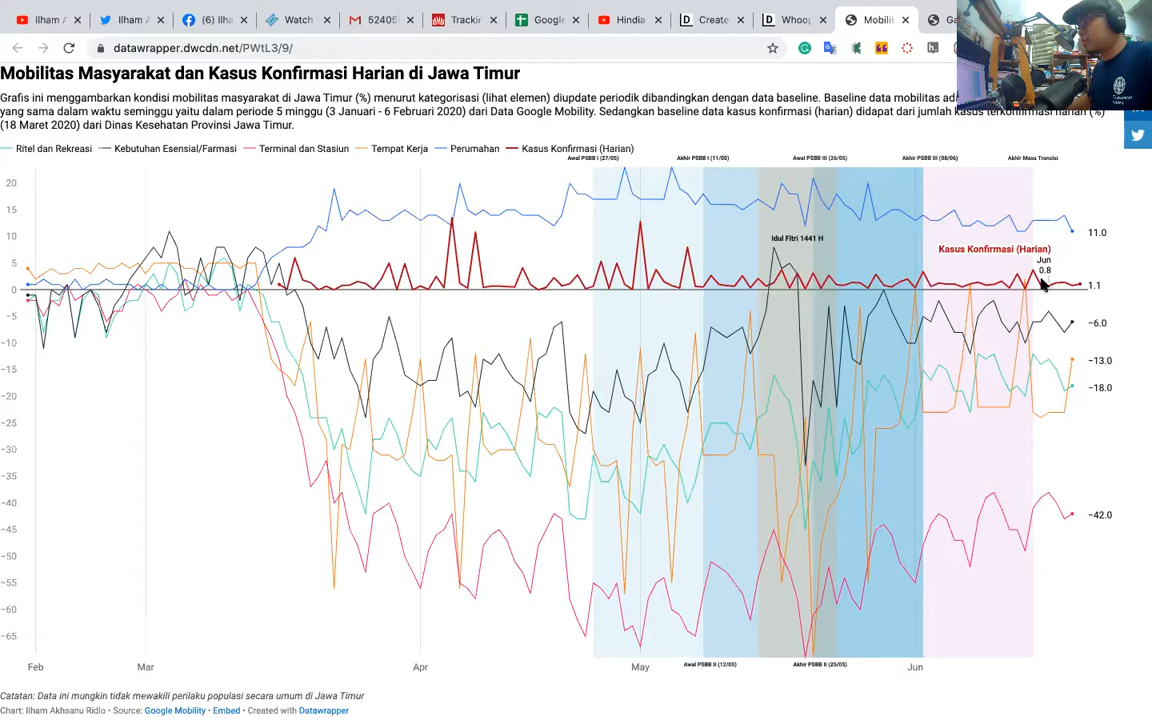 Ilham A
Ilham A
(6) Ilha
Watch
52405
Trackin
Google
Hindia
Create
Whoop
Mobilit
Ga
datawrapper.dwcdn.net/PWtL3/9/
Mobilitas Masyarakat dan Kasus Konfirmasi Harian di Jawa Timur
Grafis ini menggambarkan kondisi mobilitas masyarakat di Jawa Timur (%) menurut kategorisasi (lihat elemen) diupdate periodik dibandingkan dengan data baseline. Baseline data mobilitas
yang sama dalam waktu seminggu yaitu dalam periode 5 minggu (3 Januari - 6 Februari 2020) dari Data Google Mobility. Sedangkan baseline data kasus konfirmasi (harian) didapat dari jumlah kasus terkonfirmasi harian (%)
(18 Maret 2020) dari Dinas Kesehatan Provinsi Jawa Timur.
Ritel dan Rekreasi Kebutuhan Esensial/Farmasi Terminal dan Stasiun Tempat Kerja Perumahan Kasus Konfirmasi (Harian)
Awal PSBB I (27/05) Akhir PSBB I (11/05) Awal PSBB III (26/05) Akhir PSBB III (08/06) Akhir Masa Transisi
20
15
10
5
0
-5
-10
-15
-20
-25
-30
-35
-40
-45
-50
-55
-60
-65
Idul Fitri 1441 H
Kasus Konfirmasi (Harian)
Jun
0.8
11.0
1.1
-6.0
-13.0
-18.0
-42.0
Awal PSBB II (12/05) Akhir PSBB II (25/05)
Feb Mar Apr May Jun
Catatan: Data ini mungkin tidak mewakili perilaku populasi secara umum di Jawa Timur
Chart: Ilham Akhsanu Ridlo • Source: Google Mobility • Embed • Created with Datawrapper